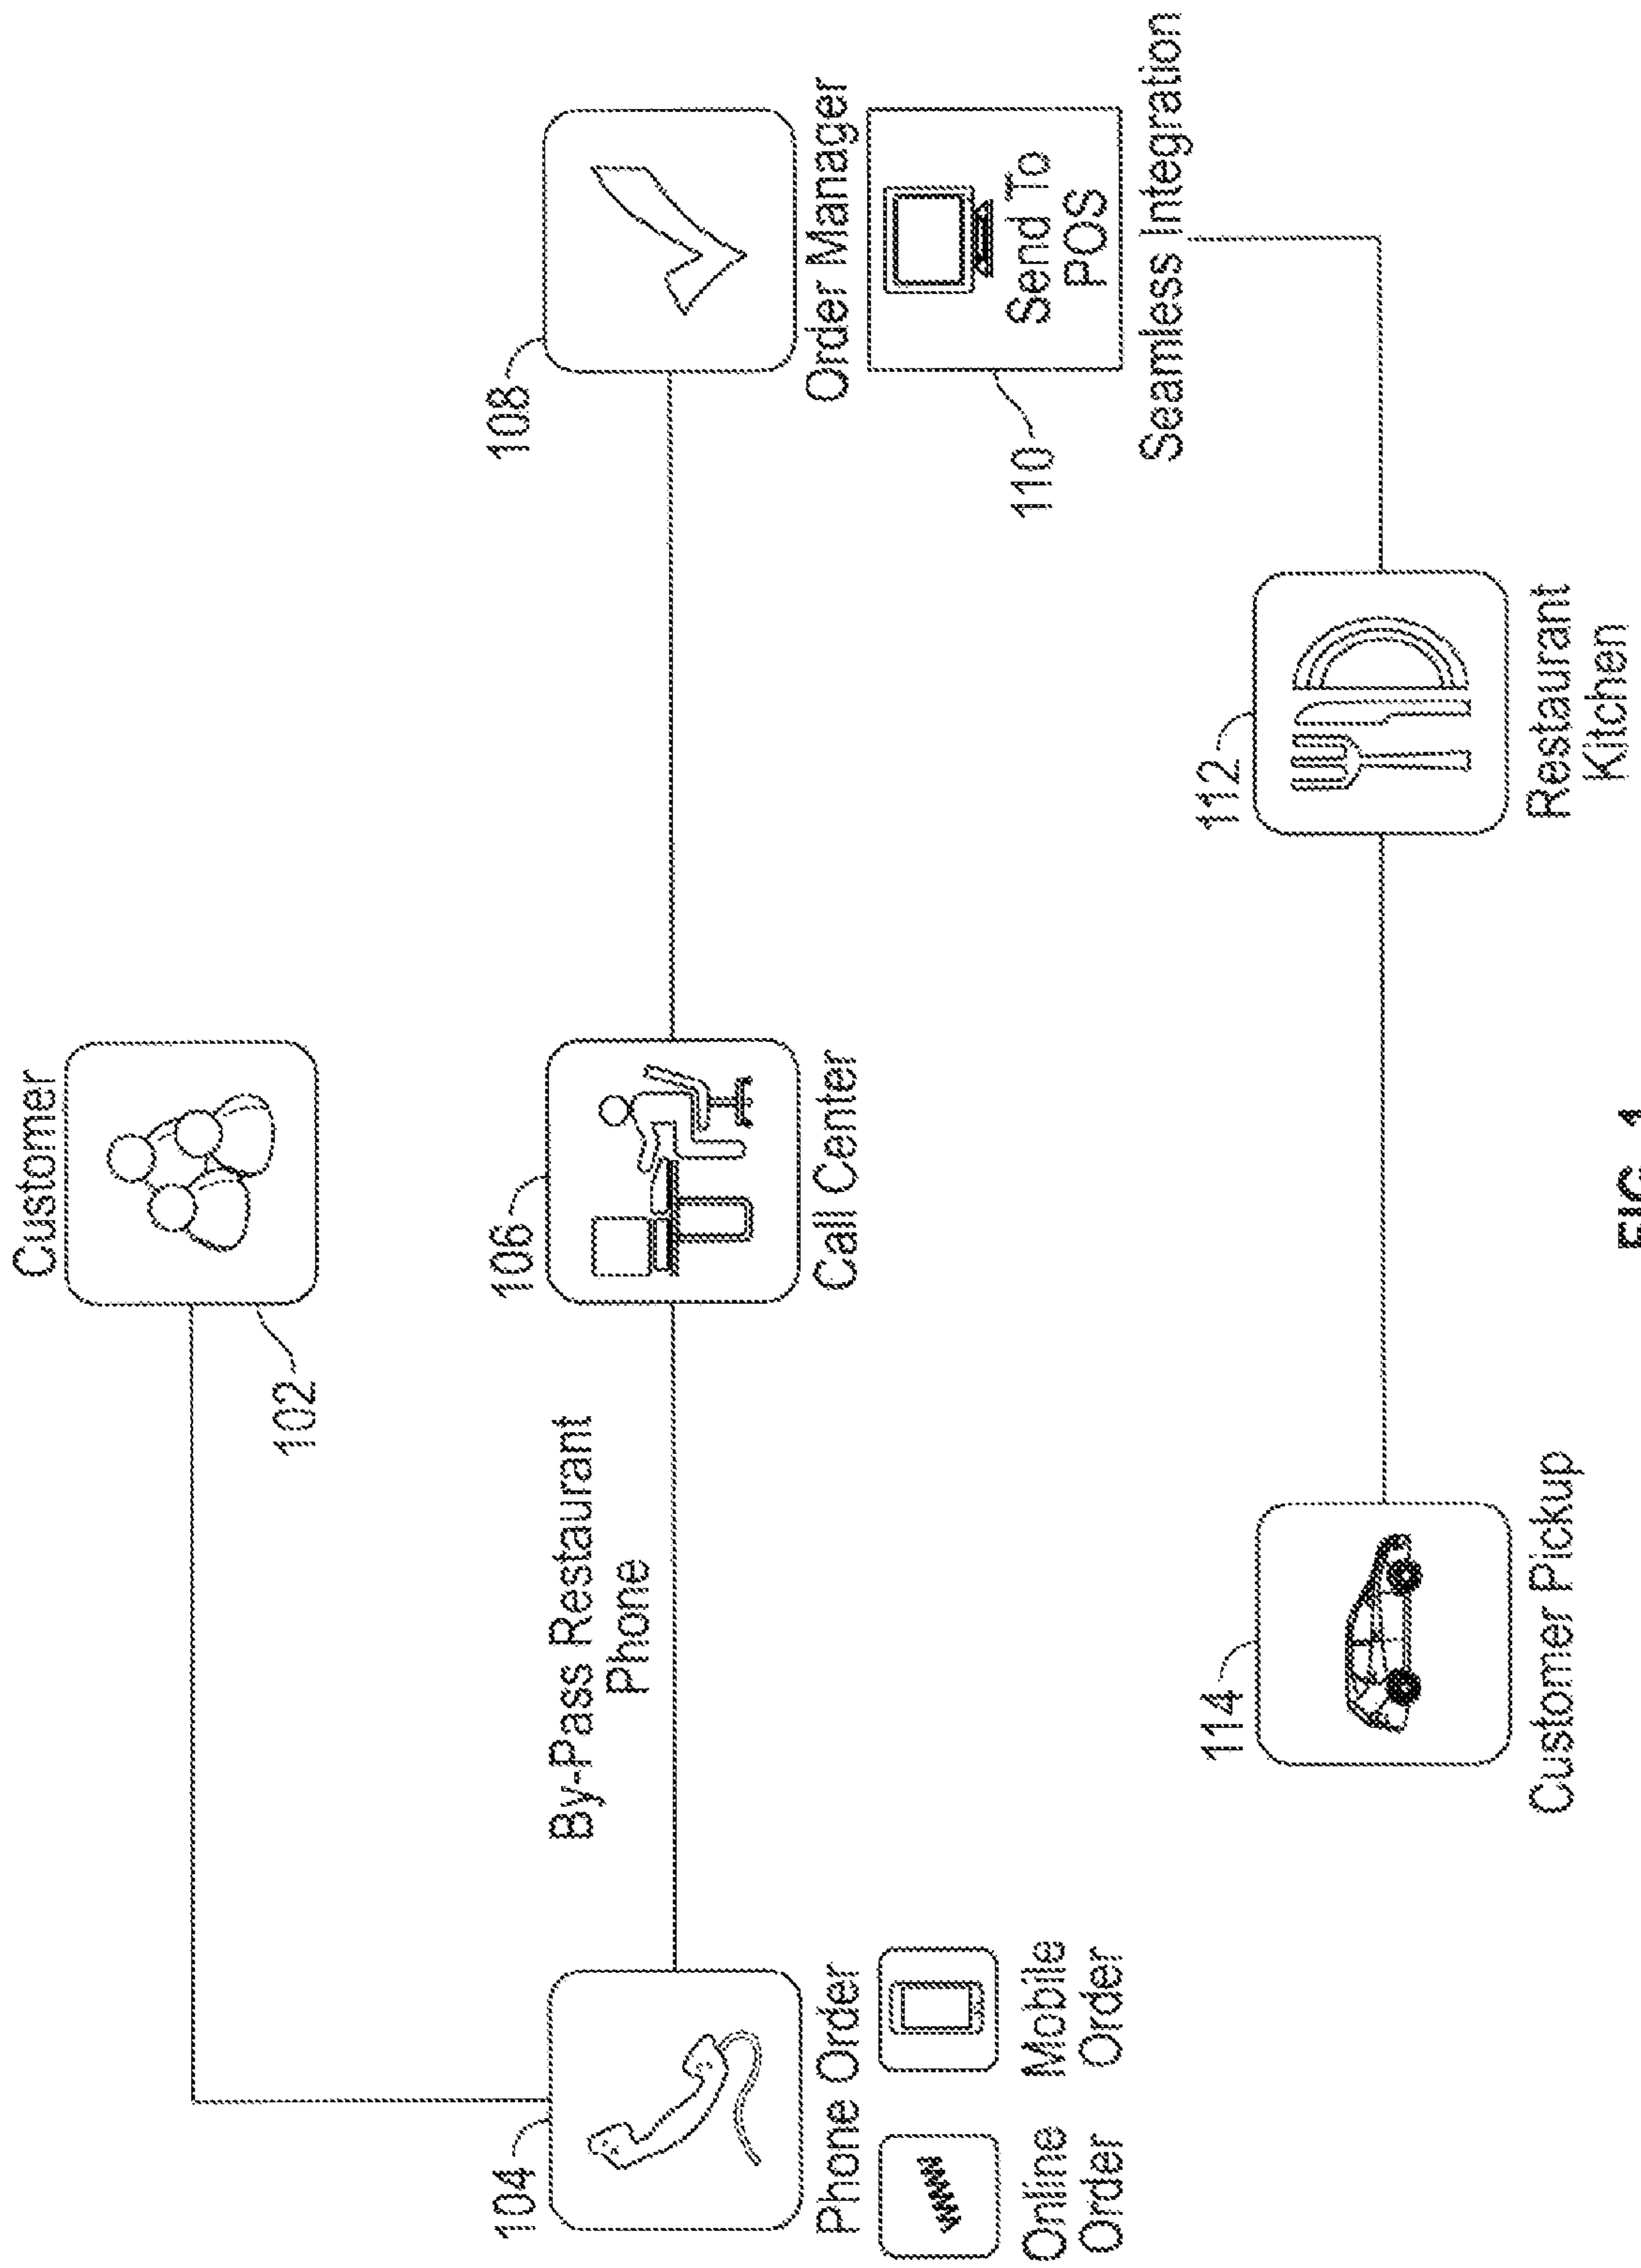 Customer
102
104
Phone Order
WWW
Online
Order
Mobile
Order
By-Pass Restaurant
Phone
106
Call Center
108
Order Manager
110
Send To
POS
Seamless Integration
112
Restaurant
Kitchen
114
Customer Pickup
FIG. 1